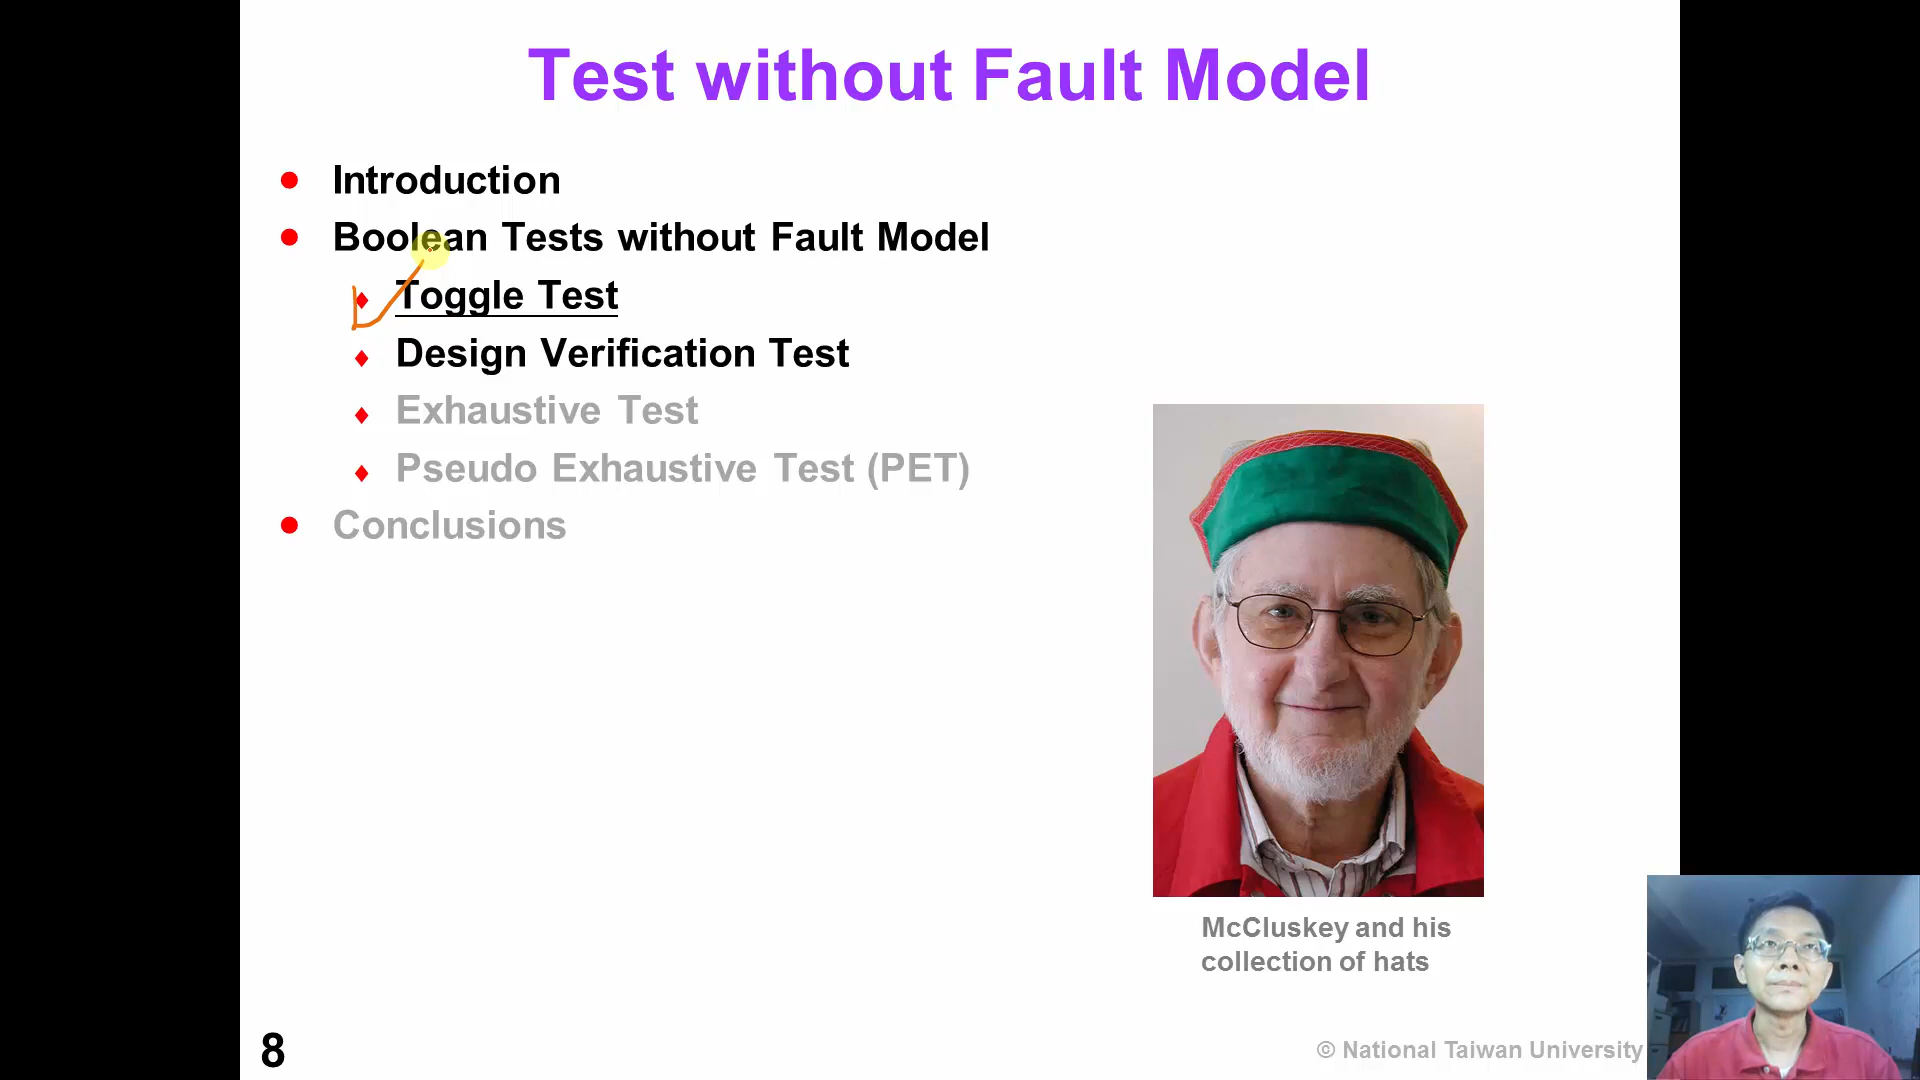 Test without Fault Model
Introduction
Boolean Tests without Fault Model
Toggle Test
Design Verification Test
Exhaustive Test
Pseudo Exhaustive Test (PET)
Conclusions
McCluskey and his
collection of hats
8
© National Taiwan University